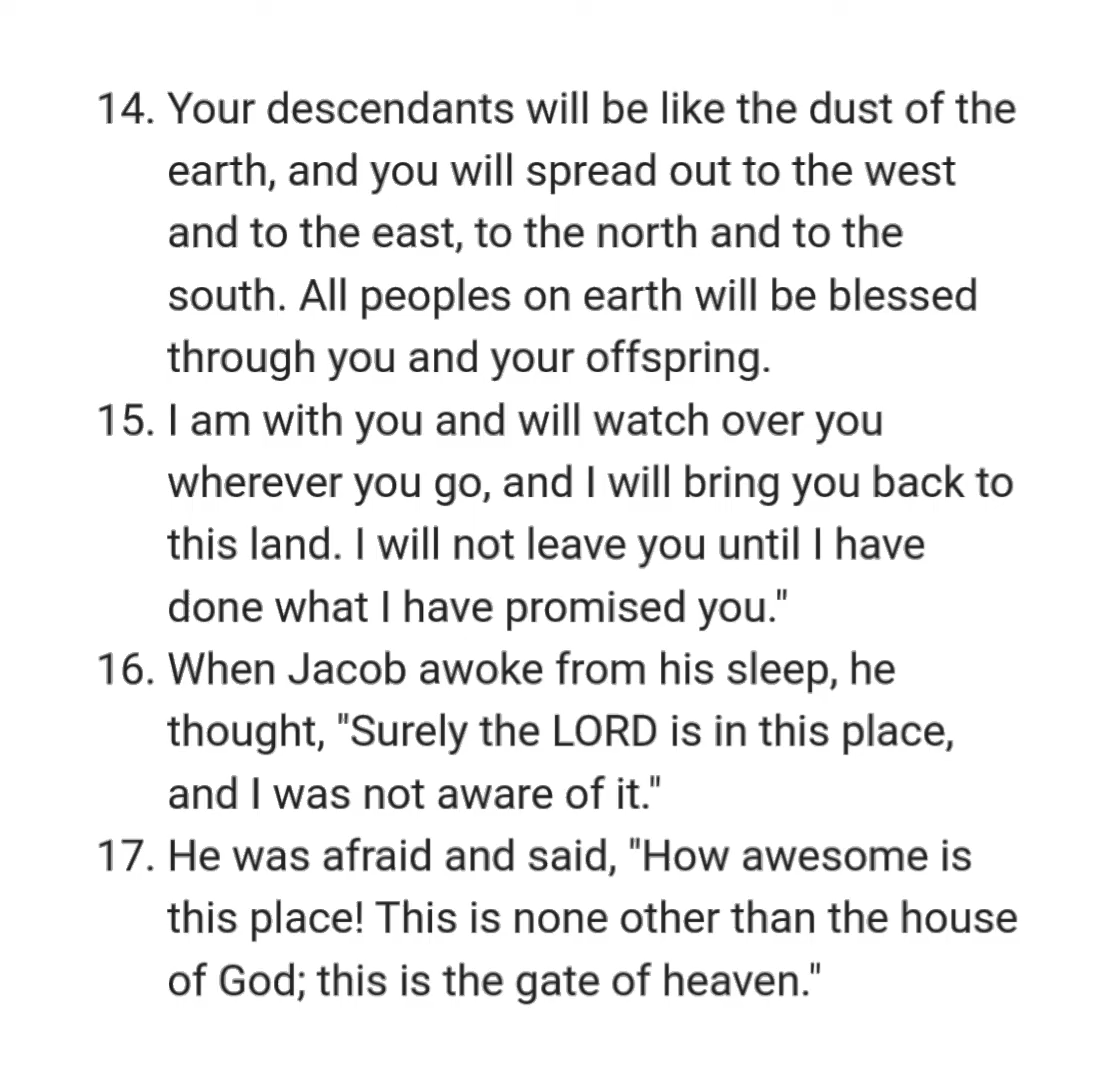 14. Your descendants will be like the dust of the
earth, and you will spread out to the west
and to the east, to the north and to the
south. All peoples on earth will be blessed
through you and your offspring.
15. I am with you and will watch over you
wherever you go, and I will bring you back to
this land. I will not leave you until I have
done what I have promised you."
16. When Jacob awoke from his sleep, he
thought, "Surely the LORD is in this place,
and I was not aware of it."
17. He was afraid and said, "How awesome is
this place! This is none other than the house
of God; this is the gate of heaven."